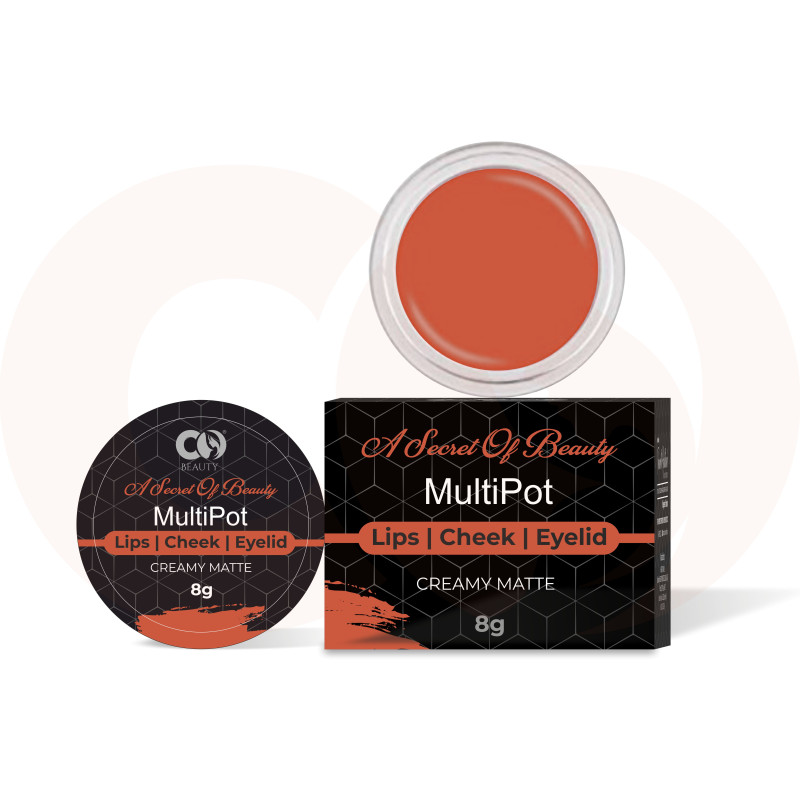 CO®
BEAUTY
A Secret Of Beauty
MultiPot
Lips | Cheek | Eyelid
CREAMY MATTE
8g
A Secret Of Beauty
MultiPot
Lips | Cheek | Eyelid
CREAMY MATTE
8g